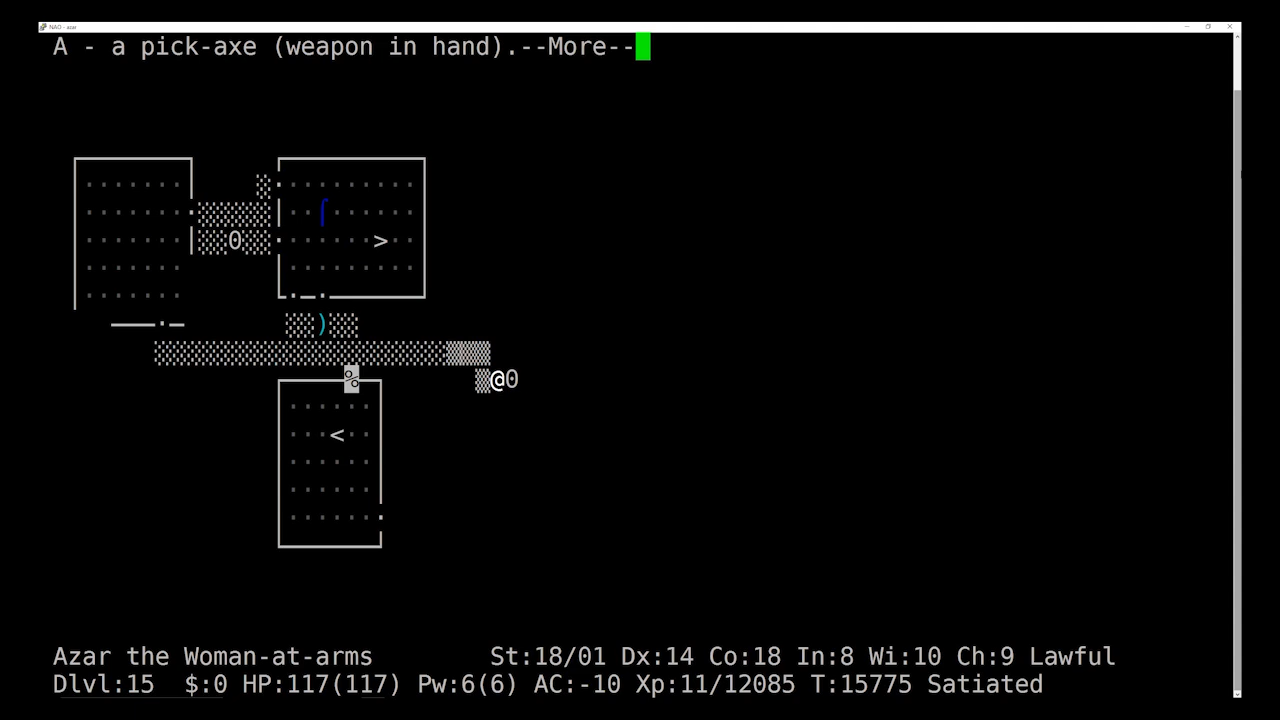 NAO - azar
A - a pick-axe (weapon in hand).--More--
Azar the Woman-at-arms St:18/01 Dx:14 Co:18 In:8 Wi:10 Ch:9 Lawful
Dlvl:15 $:0 HP:117(117) Pw:6(6) AC:-10 Xp:11/12085 T:15775 Satiated